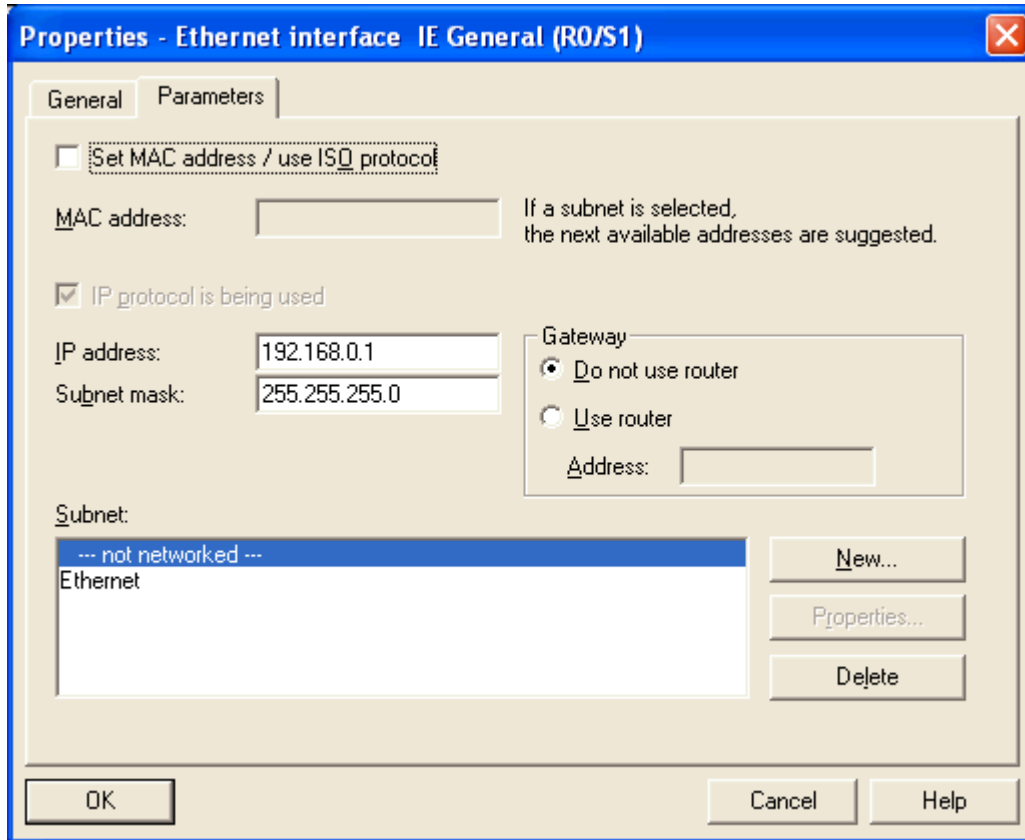 Properties - Ethernet interface  IE General (R0/S1)
General
Parameters
Set MAC address / use ISO protocol
MAC address:
If a subnet is selected,
the next available addresses are suggested.
IP protocol is being used
IP address:
192.168.0.1
Subnet mask:
255.255.255.0
Gateway
Do not use router
Use router
Address:
Subnet:
--- not networked ---
Ethernet
New...
Properties...
Delete
OK
Cancel
Help